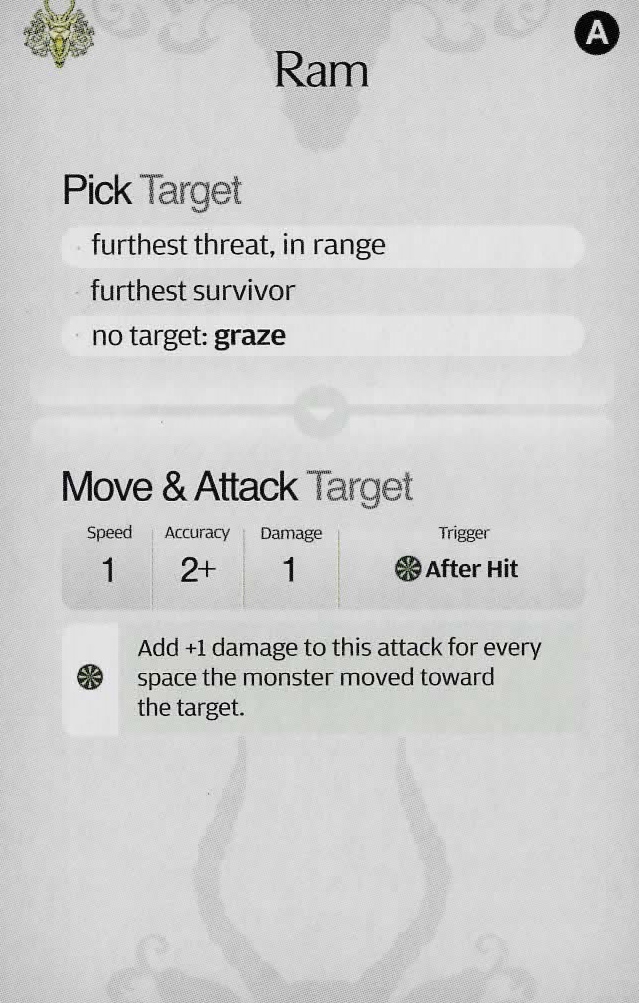 A
Ram
Pick Target
furthest threat, in range
furthest survivor
no target: graze
Move & Attack Target
Speed Accuracy Damage Trigger
1 2+ 1 After Hit
Add +1 damage to this attack for every
space the monster moved toward
the target.